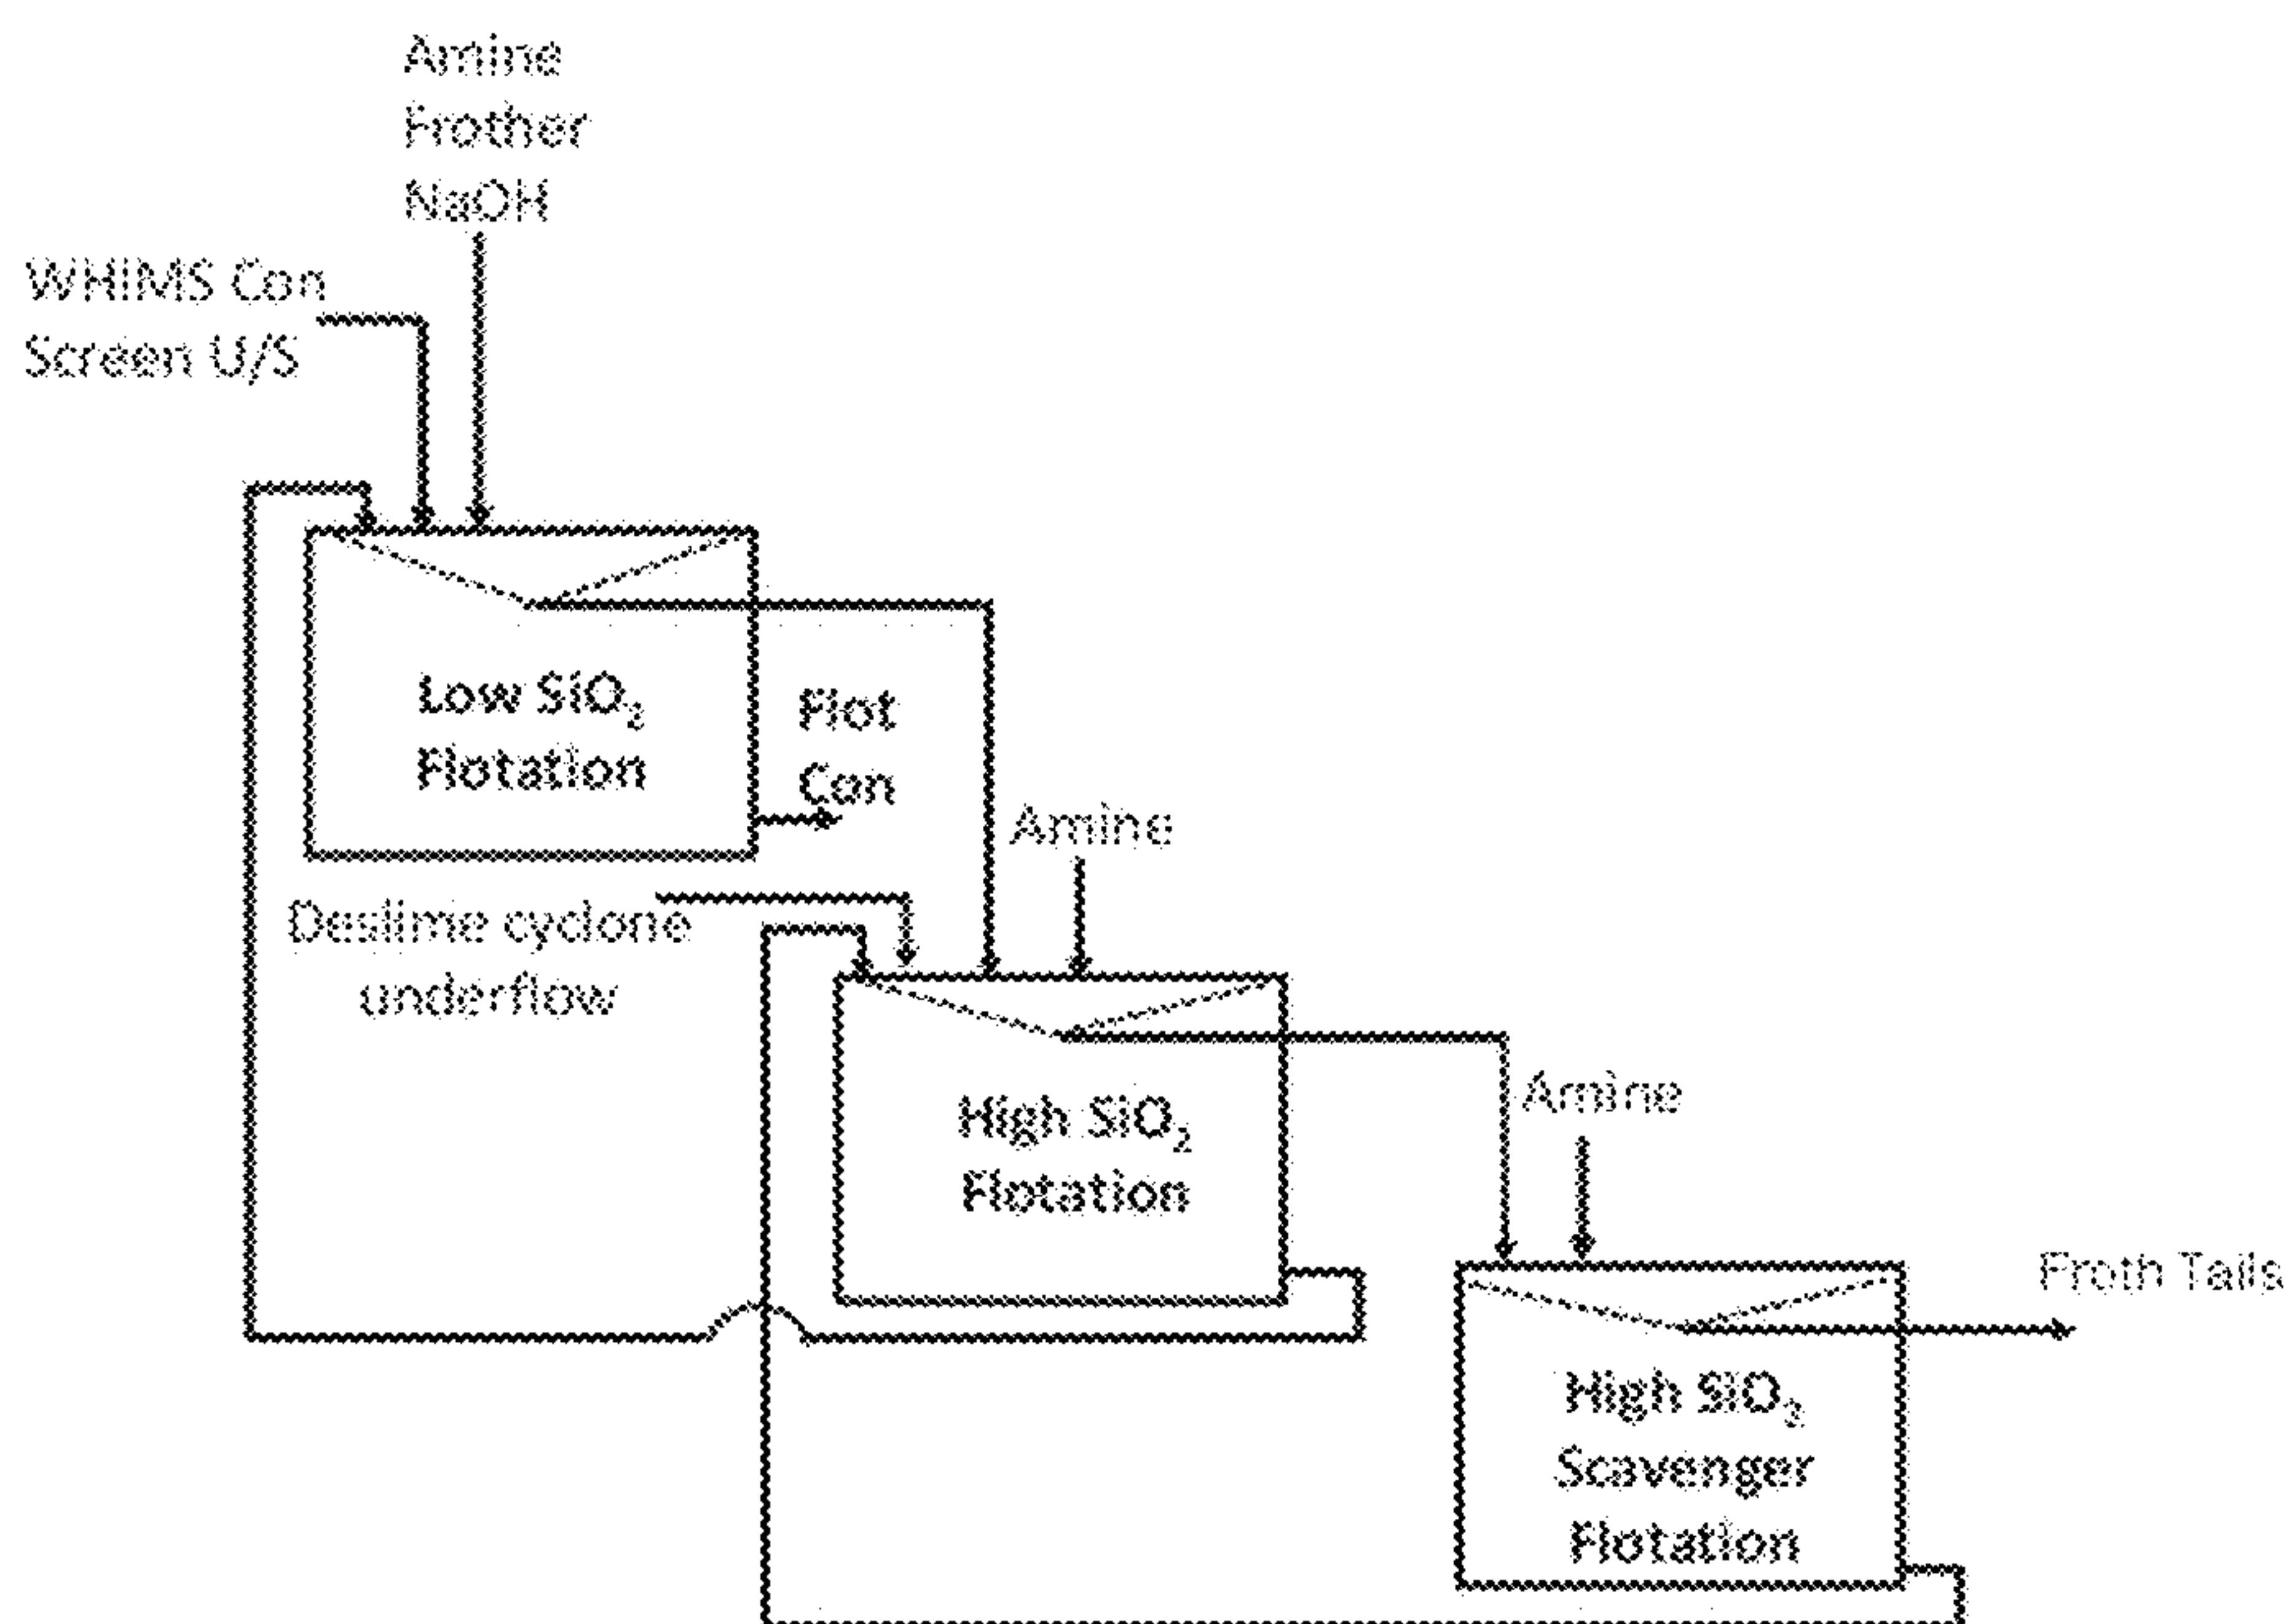 Amine
Frother
NaOH
WHIMS Con
Screen U/S
Low SiO₂
Flotation
Flot
Con
Amine
Deslime cyclone
underflow
High SiO₂
Flotation
Amine
Froth Tails
High SiO₂
Scavenger
Flotation